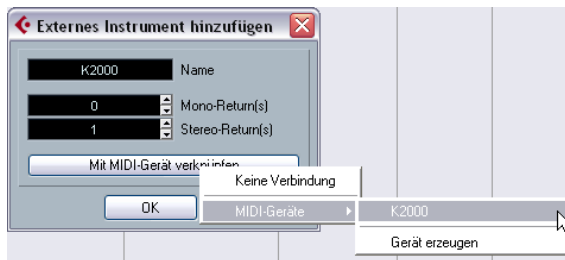 Externes Instrument hinzufügen
K2000 Name
0 Mono-Return(s)
1 Stereo-Return(s)
Mit MIDI-Gerät verknüpfen
Keine Verbindung
OK MIDI-Geräte K2000
Gerät erzeugen